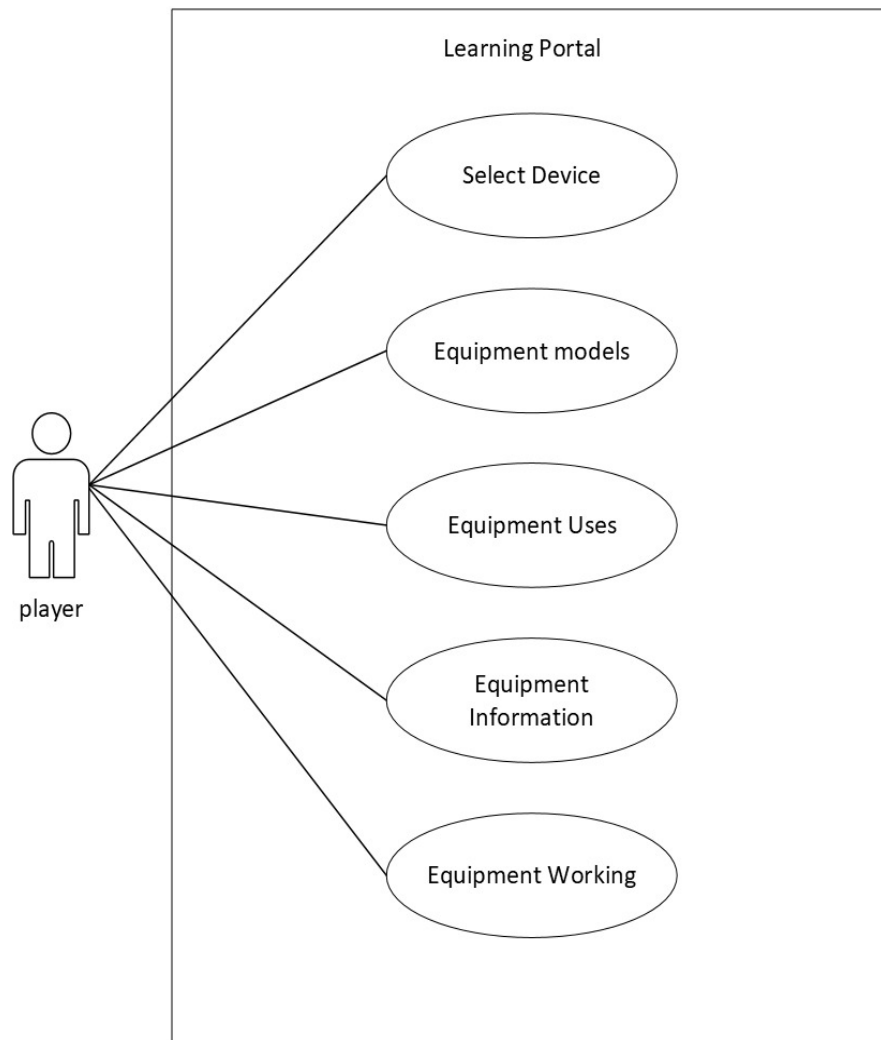 Learning Portal
Select Device
Equipment models
Equipment Uses
player
Equipment
Information
Equipment Working